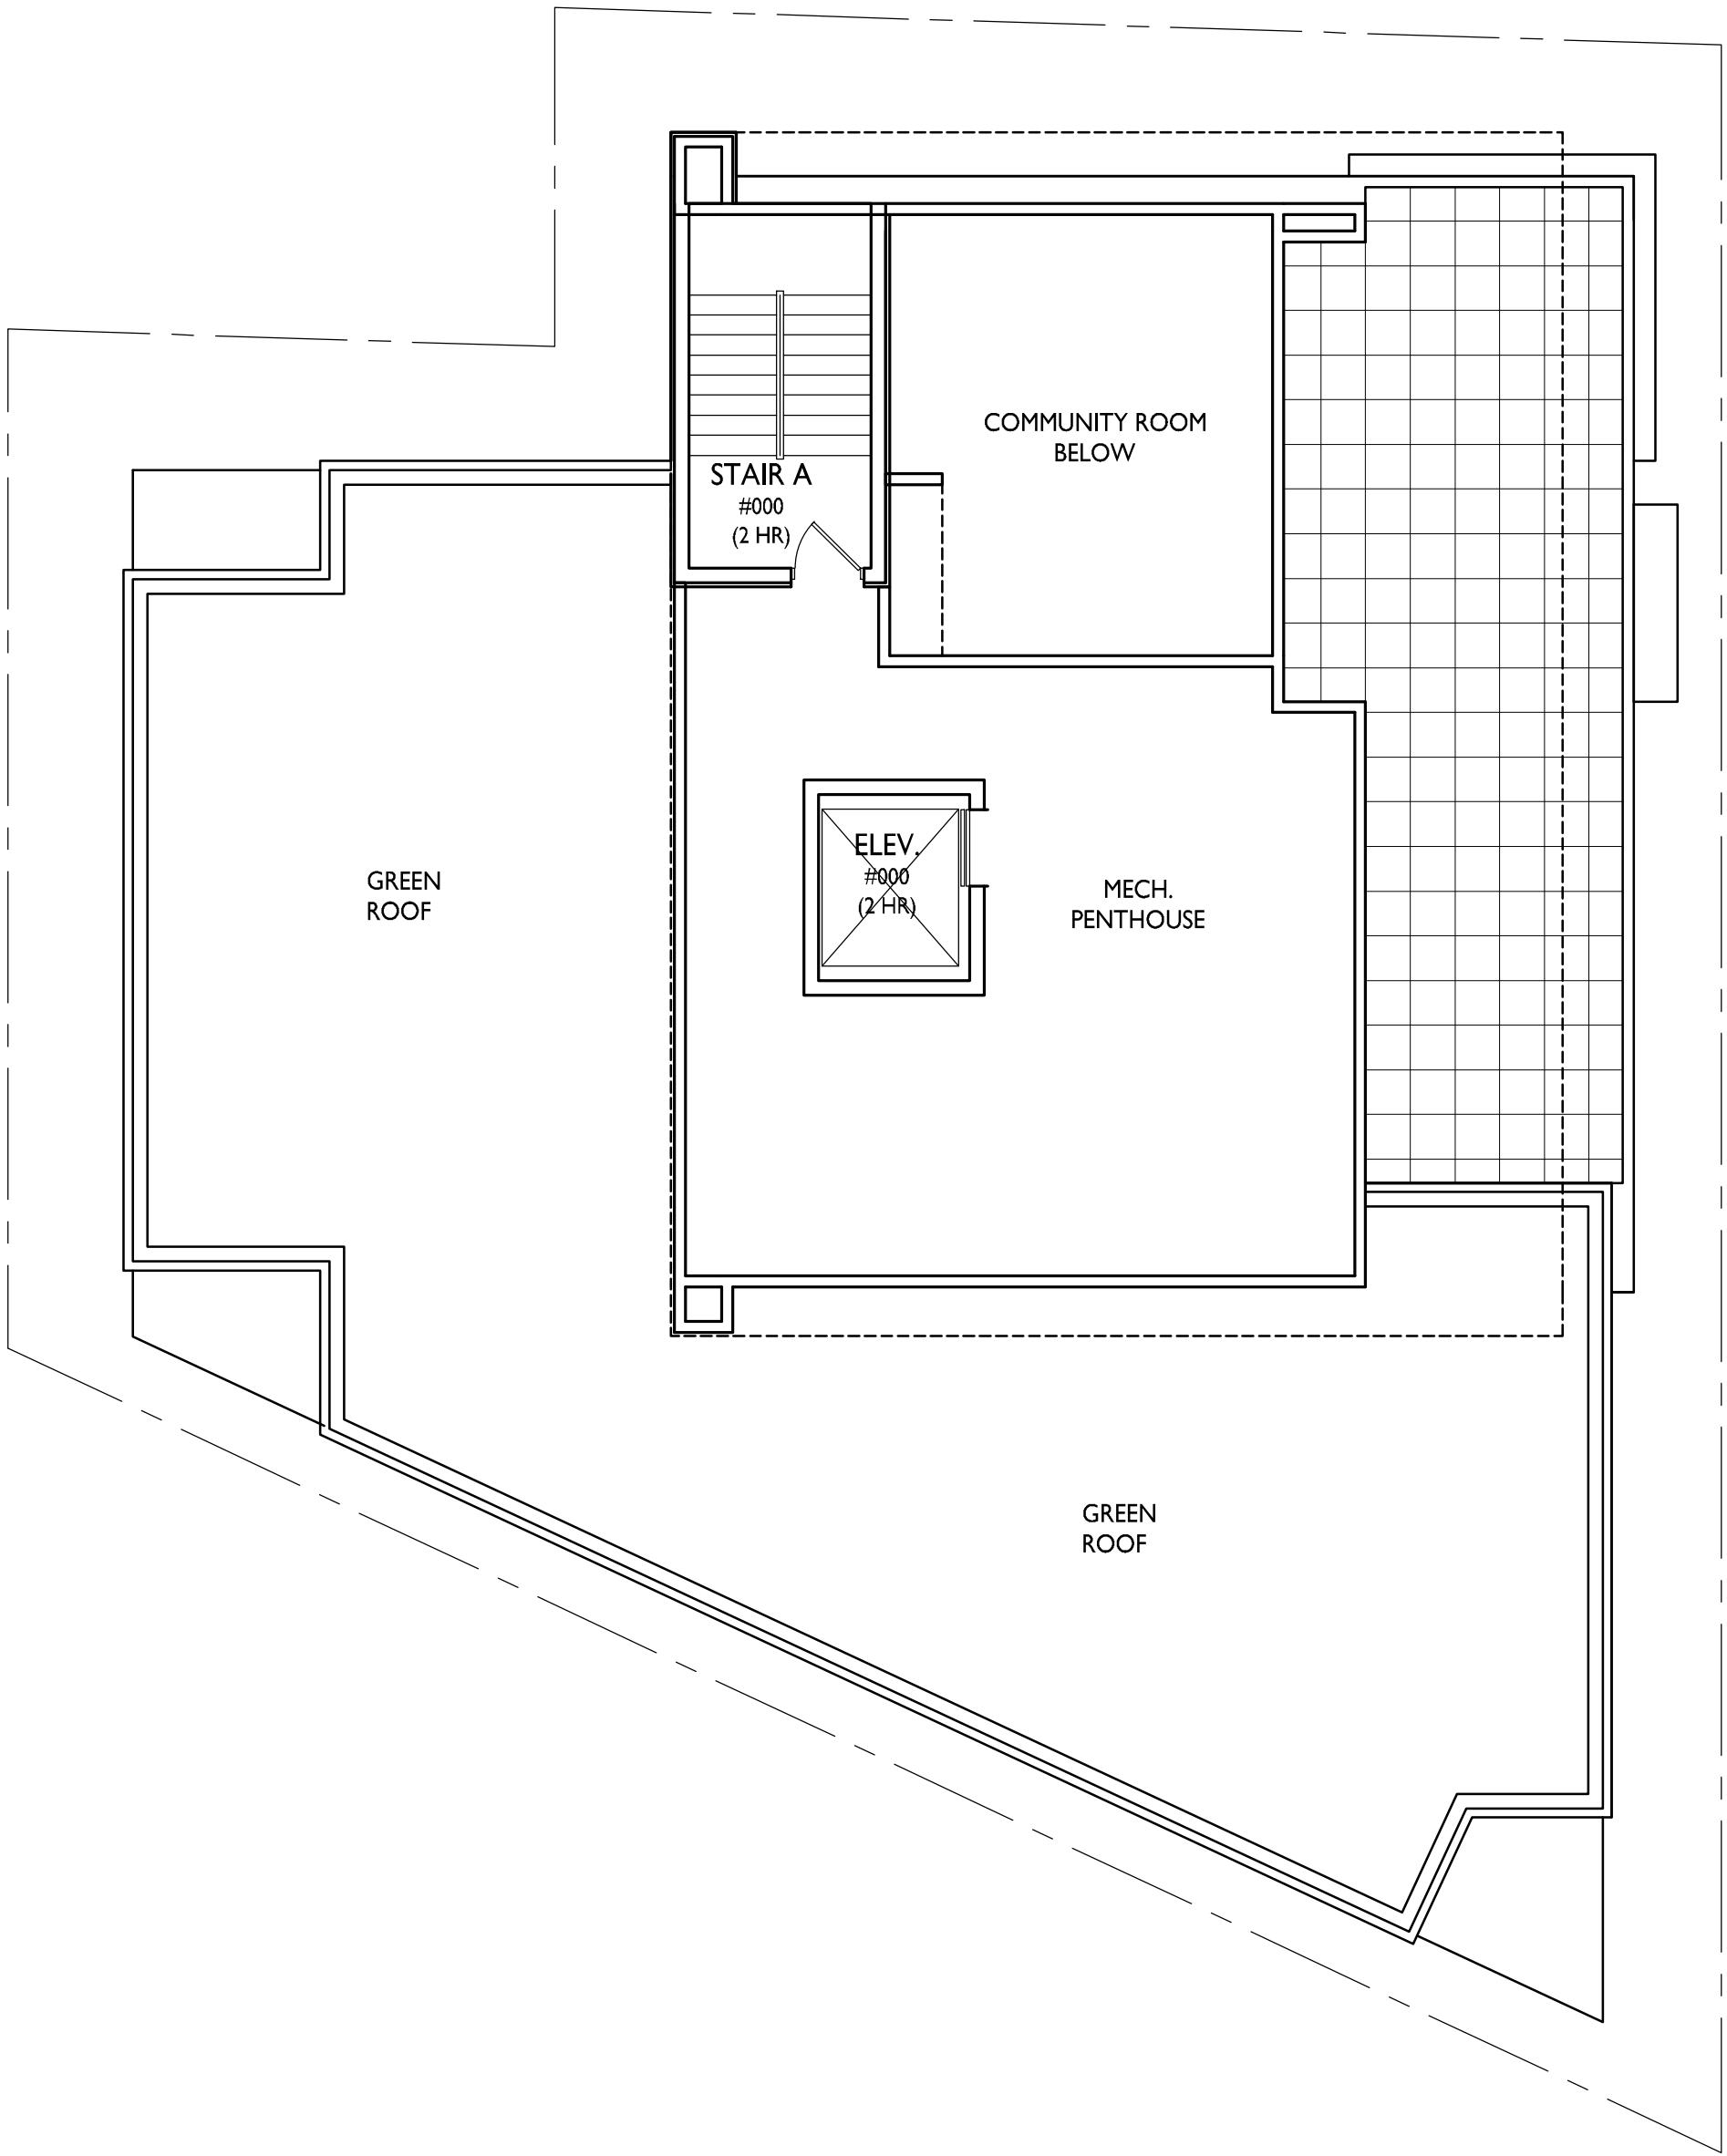 COMMUNITY ROOM
BELOW
STAIR A
#000
(2 HR)
ELEV.
#000
(2 HR)
GREEN
ROOF
MECH.
PENTHOUSE
GREEN
ROOF